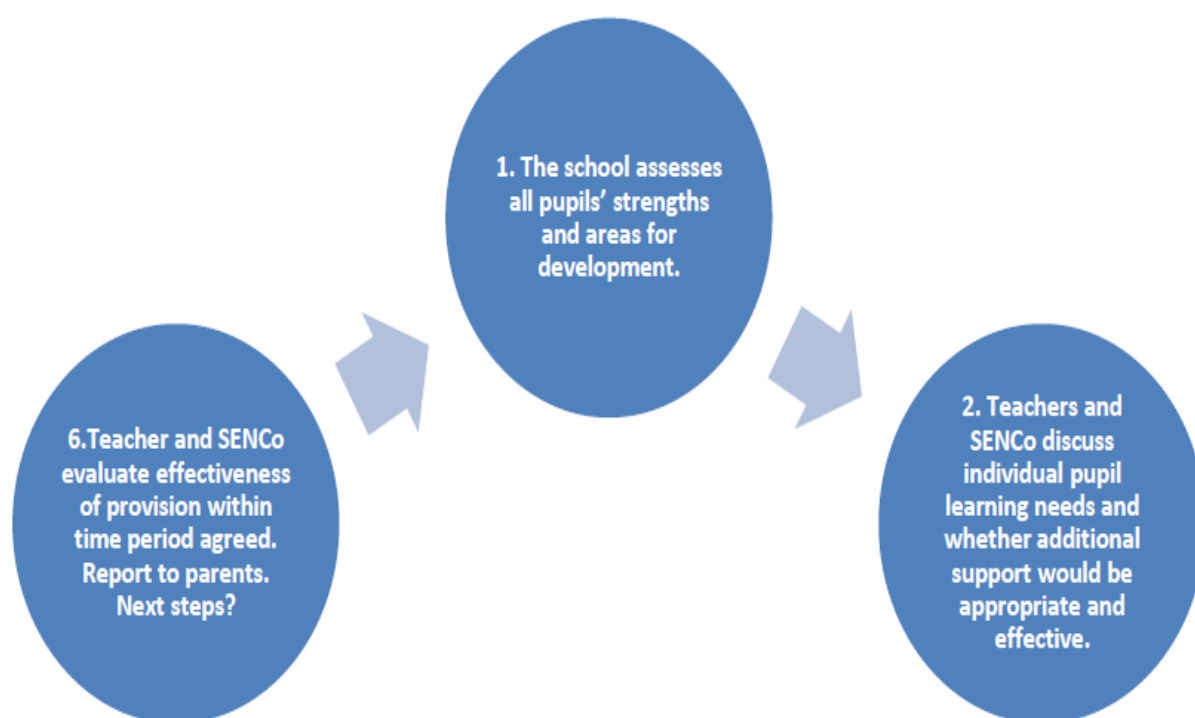 1. The school assesses
all pupils’ strengths
and areas for
development.
2. Teachers and
SENCo discuss
individual pupil
learning needs and
whether additional
support would be
appropriate and
effective.
6.Teacher and SENCo
evaluate effectiveness
of provision within
time period agreed.
Report to parents.
Next steps?